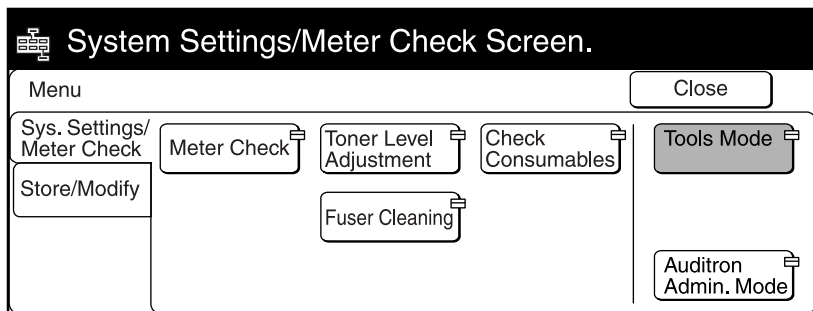 System Settings/Meter Check Screen.
Menu
Close
Sys. Settings/
Meter Check
Store/Modify
Meter Check
Toner Level
Adjustment
Check
Consumables
Fuser Cleaning
Tools Mode
Auditron
Admin. Mode